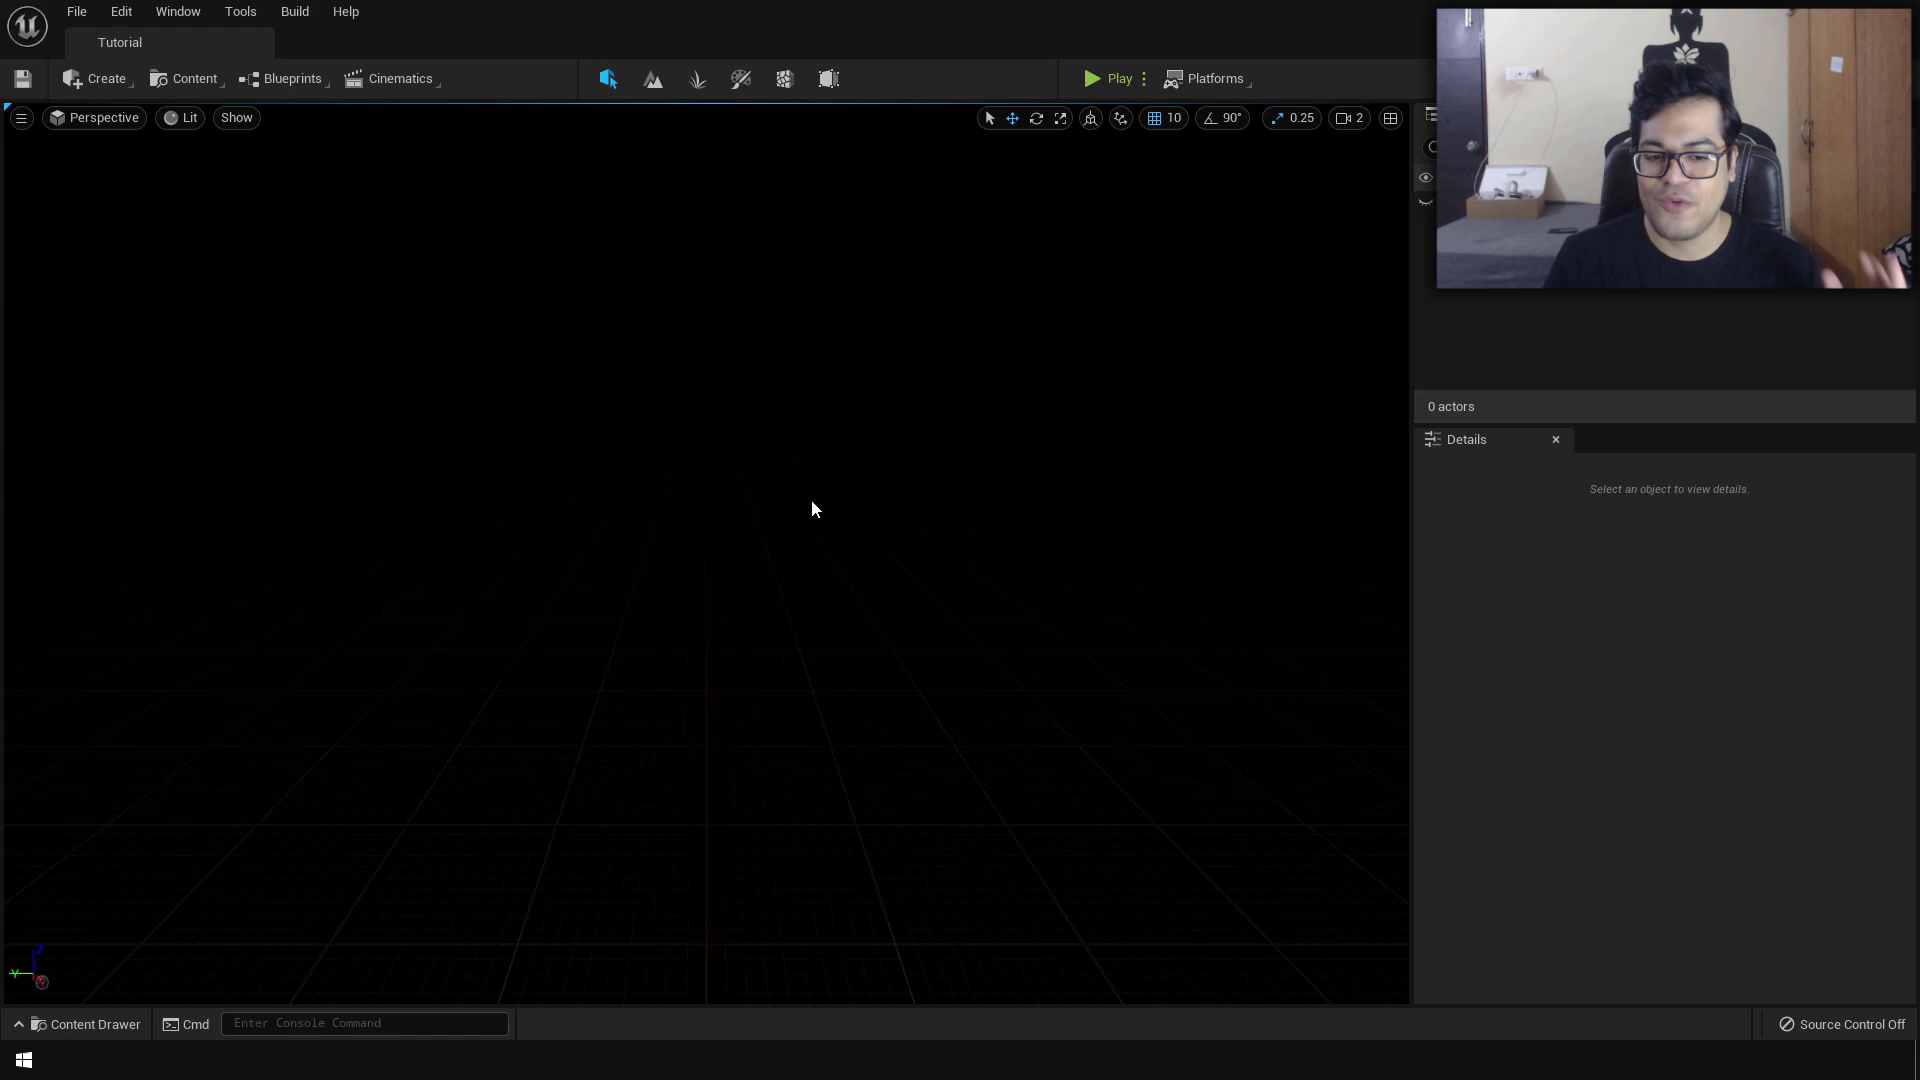 File Edit Window Tools Build Help
Tutorial
Create Content Blueprints Cinematics Play Platforms
Perspective Lit Show 10 90° 0.25 2
0 actors
Details
Select an object to view details.
Y
Content Drawer Cmd Enter Console Command Source Control Off